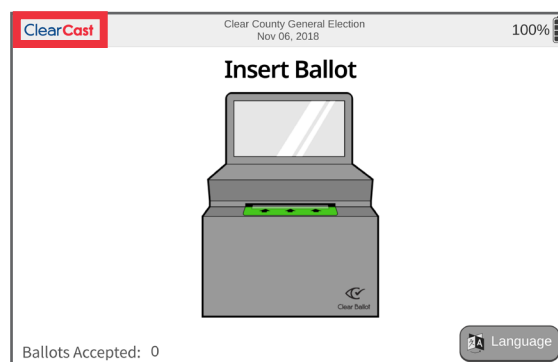 ClearCast
Clear County General Election
Nov 06, 2018
100%
Insert Ballot
Clear Ballot
Ballots Accepted: 0
Language